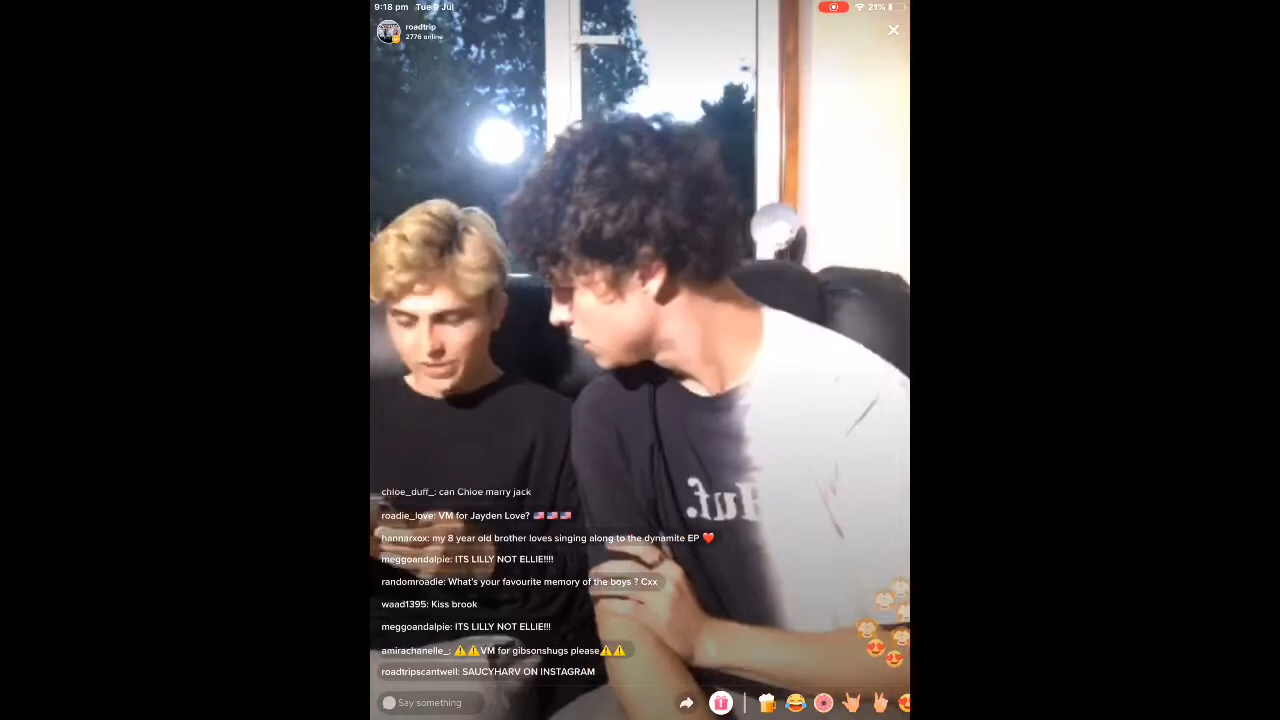 9:18 pm Tue 9 Jul
21%
roadtrip
2776 online
Huf.
chloe_duff_: can Chloe marry jack
roadie_love: VM for Jayden Love? 🇺🇸🇺🇸🇺🇸
hannarxox: my 8 year old brother loves singing along to the dynamite EP ❤️
meggoandalpie: ITS LILLY NOT ELLIE!!!!
randomroadie: What's your favourite memory of the boys ? Cxx
waad1395: Kiss brook
meggoandalpie: ITS LILLY NOT ELLIE!!!
amirachanelle_: ⚠️⚠️VM for gibsonshugs please⚠️⚠️
roadtripscantwell: SAUCYHARV ON INSTAGRAM
Say something